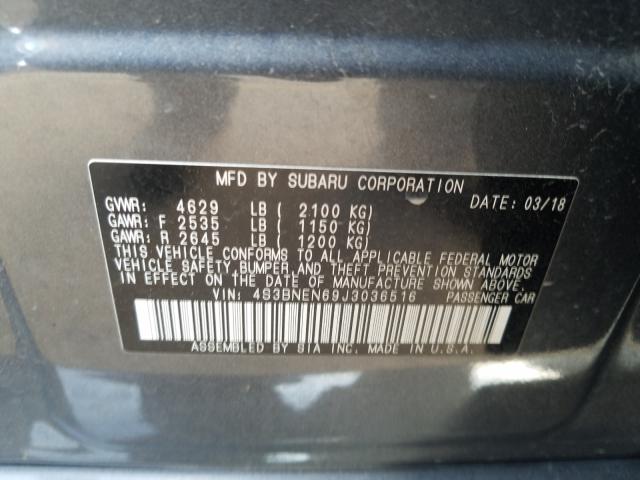 MFD BY SUBARU CORPORATION
DATE: 03/18
GVWR: 4629 LB ( 2100 KG)
GAWR: F 2535 LB ( 1150 KG)
GAWR: R 2645 LB ( 1200 KG)
THIS VEHICLE CONFORMS TO ALL APPLICABLE FEDERAL MOTOR
VEHICLE SAFETY, BUMPER, AND THEFT PREVENTION STANDARDS
IN EFFECT ON THE DATE OF MANUFACTURE SHOWN ABOVE.
VIN: 4S3BNEN69J3036516 PASSENGER CAR
ASSEMBLED BY SIA INC. MADE IN U.S.A.